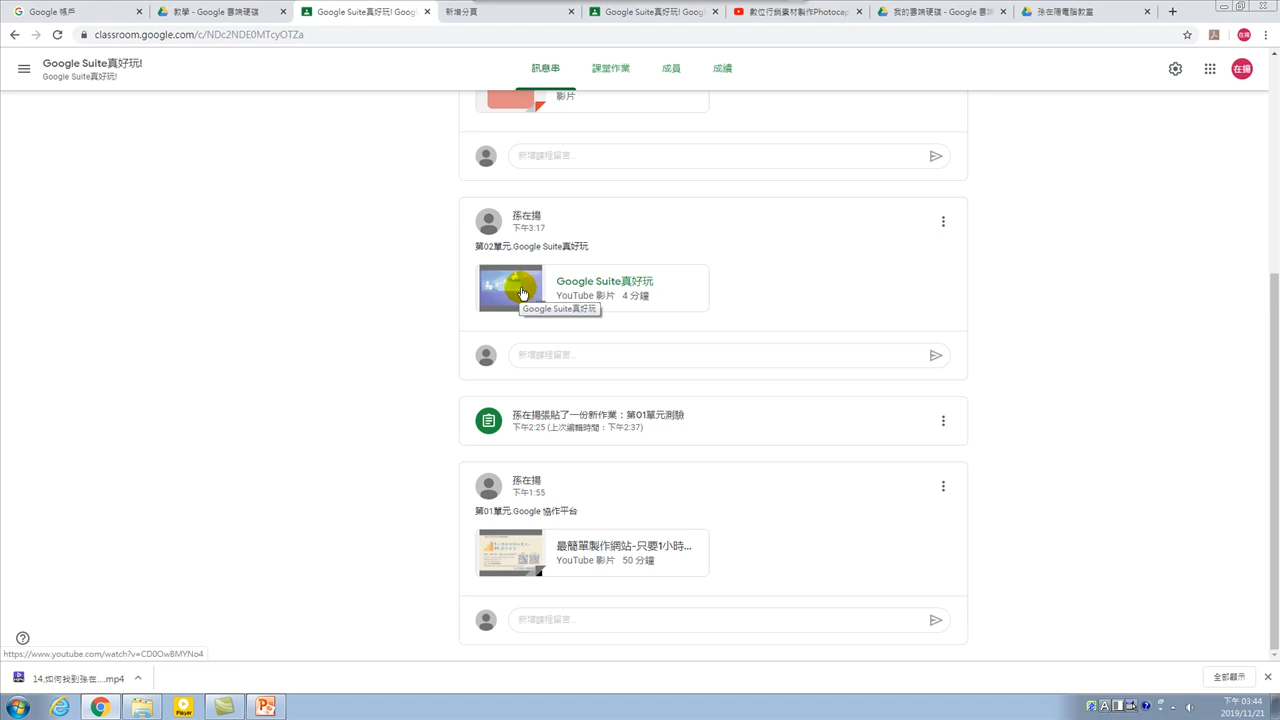 Google 帳戶
教學 - Google 雲端硬碟
Google Suite真好玩! Goog
新增分頁
Google Suite真好玩! Goog
數位行銷素材製作Photocap
我的雲端硬碟 - Google 雲端
孫在陽電腦教室
classroom.google.com/c/NDc2NDE0MTcyOTZa
在揚
Google Suite真好玩!
Google Suite真好玩!
訊息串
課堂作業
成員
成績
在揚
影片
新增課程留言...
孫在揚
下午3:17
第02單元.Google Suite真好玩
Google Suite真好玩
YouTube 影片 4 分鐘
Google Suite真好玩
新增課程留言...
孫在揚張貼了一份新作業：第01單元測驗
下午2:25 (上次編輯時間：下午2:37)
孫在揚
下午1:55
第01單元.Google 協作平台
最簡單製作網站-只要1小時...
YouTube 影片 50 分鐘
新增課程留言...
https://www.youtube.com/watch?v=CD0OwBMYNo4
14.如何找到孫在....mp4
全部顯示
Player
下午 03:44
2019/11/21